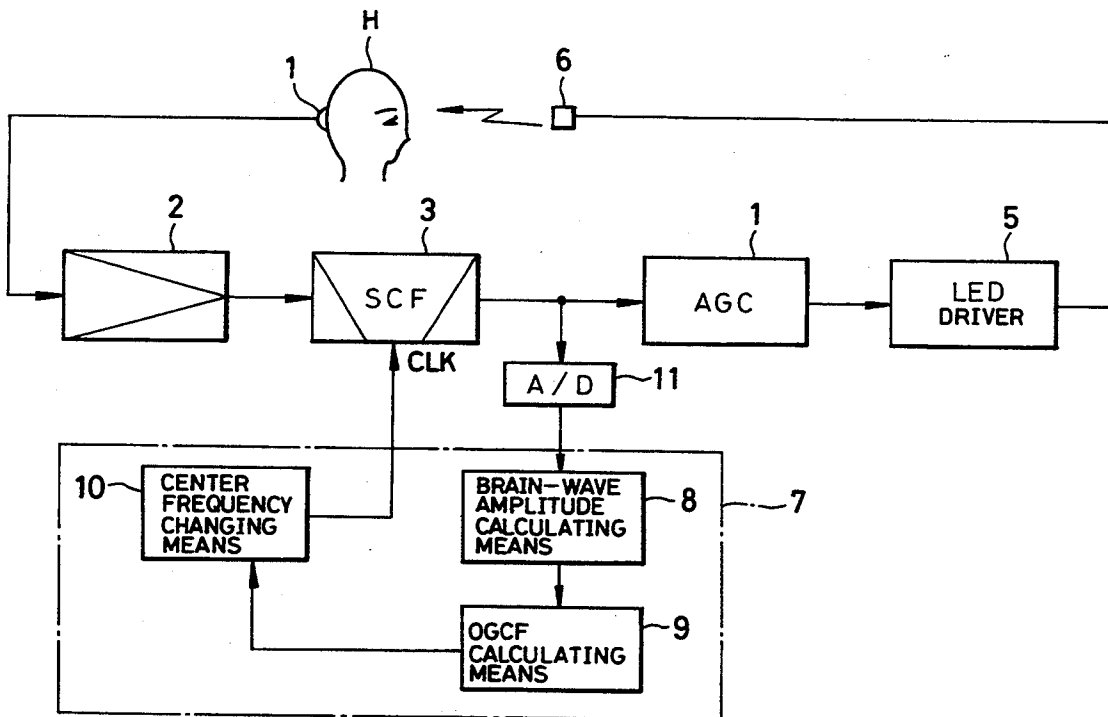 H
1
6
2
3
1
5
SCF
AGC
LED
DRIVER
CLK
A/D
11
10
CENTER
FREQUENCY
CHANGING
MEANS
BRAIN-WAVE
AMPLITUDE
CALCULATING
MEANS
8
7
OGCF
CALCULATING
MEANS
9